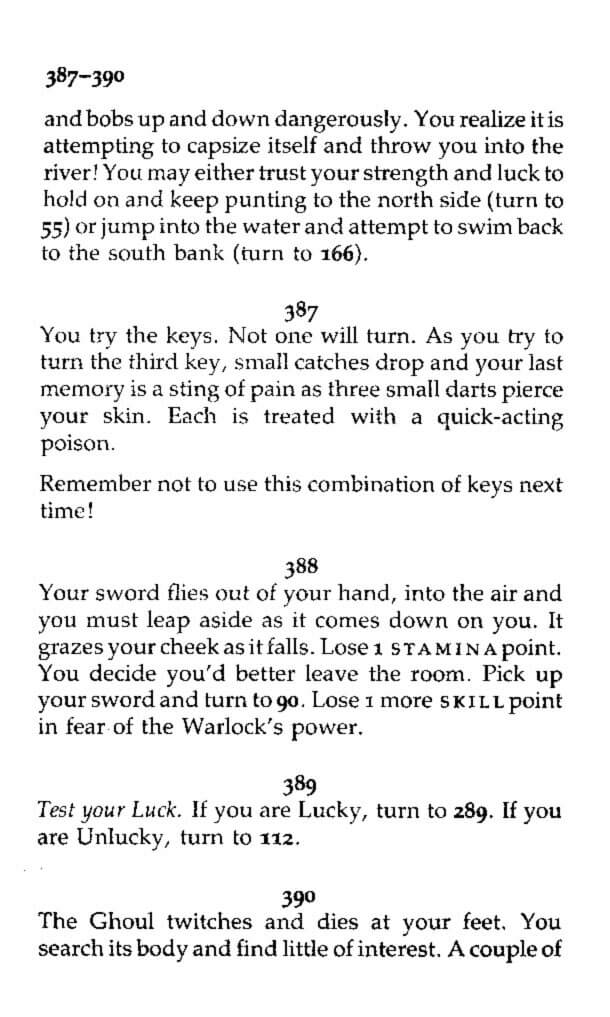 387–390
and bobs up and down dangerously. You realize it is
attempting to capsize itself and throw you into the
river! You may either trust your strength and luck to
hold on and keep punting to the north side (turn to
55) or jump into the water and attempt to swim back
to the south bank (turn to 166).
387
You try the keys. Not one will turn. As you try to
turn the third key, small catches drop and your last
memory is a sting of pain as three small darts pierce
your skin. Each is treated with a quick-acting
poison.
Remember not to use this combination of keys next
time!
388
Your sword flies out of your hand, into the air and
you must leap aside as it comes down on you. It
grazes your cheek as it falls. Lose 1 STAMINA point.
You decide you'd better leave the room. Pick up
your sword and turn to 90. Lose 1 more SKILL point
in fear of the Warlock's power.
389
Test your Luck. If you are Lucky, turn to 289. If you
are Unlucky, turn to 112.
390
The Ghoul twitches and dies at your feet. You
search its body and find little of interest. A couple of